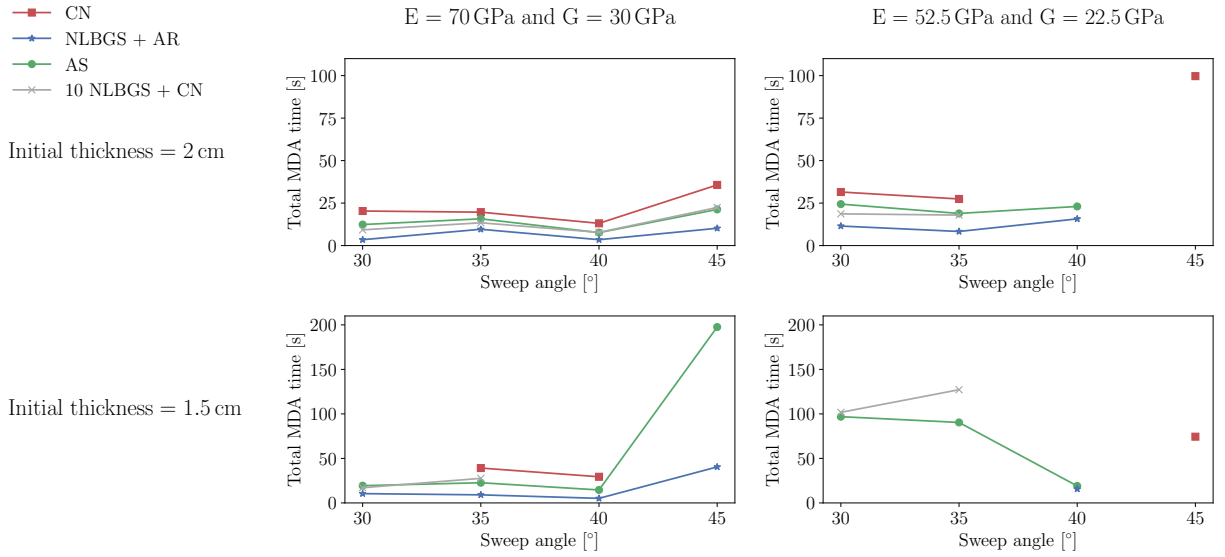 CN
NLBGS + AR
AS
10 NLBGS + CN
E = 70 GPa and G = 30 GPa
E = 52.5 GPa and G = 22.5 GPa
Initial thickness = 2 cm
Total MDA time [s]
100
75
50
25
0
30 35 40 45
Sweep angle [°]
Total MDA time [s]
100
75
50
25
0
30 35 40 45
Sweep angle [°]
Initial thickness = 1.5 cm
Total MDA time [s]
200
150
100
50
0
30 35 40 45
Sweep angle [°]
Total MDA time [s]
200
150
100
50
0
30 35 40 45
Sweep angle [°]